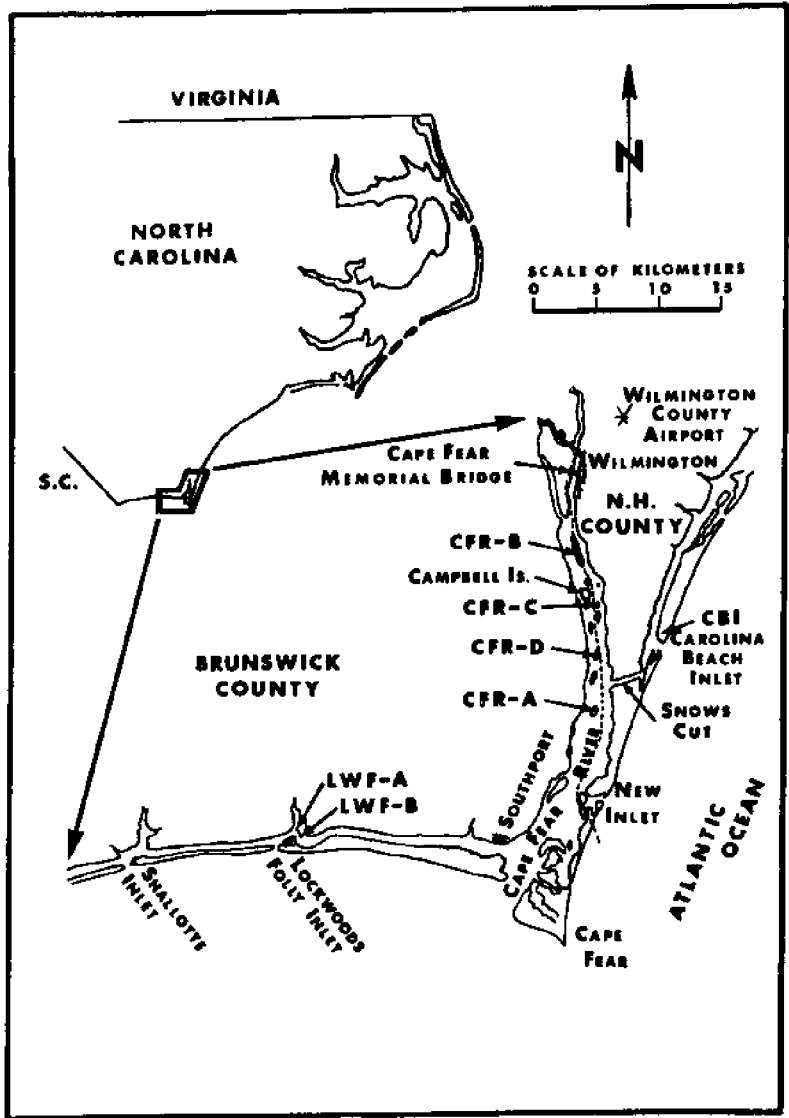 VIRGINIA
NORTH
CAROLINA
N
SCALE OF KILOMETERS
0 5 10 15
WILMINGTON
COUNTY
AIRPORT
CAPE FEAR
MEMORIAL BRIDGE
WILMINGTON
S.C.
N.H.
COUNTY
CFR-B
CAMPBELL IS.
CFR-C
CBI
CAROLINA
BEACH
INLET
CFR-D
BRUNSWICK
COUNTY
CFR-A
SNOWS
CUT
SOUTHPORT
RIVER
LWF-A
LWF-B
NEW
INLET
CAPE FEAR
ATLANTIC
OCEAN
SHALLOTTE
INLET
LOCKWOODS
FOLLY INLET
CAPE
FEAR